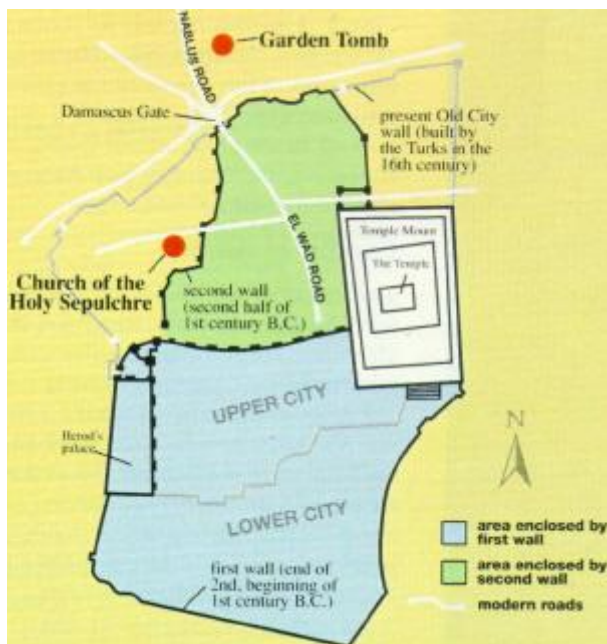 NABLUS ROAD
Garden Tomb
Damascus Gate
present Old City
wall (built by
the Turks in the
16th century)
EL WAD ROAD
Temple Mount
The Temple
Church of the
Holy Sepulchre
second wall
(second half of
1st century B.C.)
UPPER CITY
Herod's
palace
N
LOWER CITY
first wall (end of
2nd, beginning of
1st century B.C.)
area enclosed by
first wall
area enclosed by
second wall
modern roads